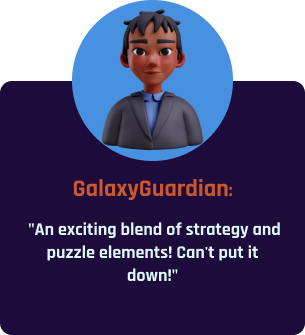 GalaxyGuardian:
"An exciting blend of strategy and
puzzle elements! Can't put it
down!"